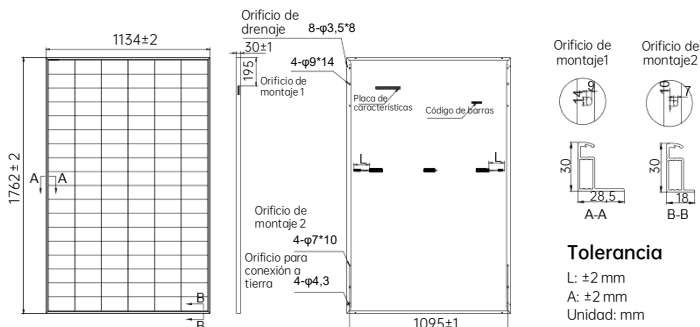 1134±2
1762±2
A
A
B
B
30±1
195
Orificio de
drenaje
8-φ3,5*8
4-φ9*14
Orificio de
montaje 1
Placa de
características
Código de barras
L
L
Orificio de
montaje 2
4-φ7*10
Orificio para
conexión a
tierra
4-φ4,3
1095±1
Orificio de
montaje1
14
9
30
28,5
A-A
Orificio de
montaje2
10
7
30
18
B-B
Tolerancia
L: ±2 mm
A: ±2 mm
Unidad: mm